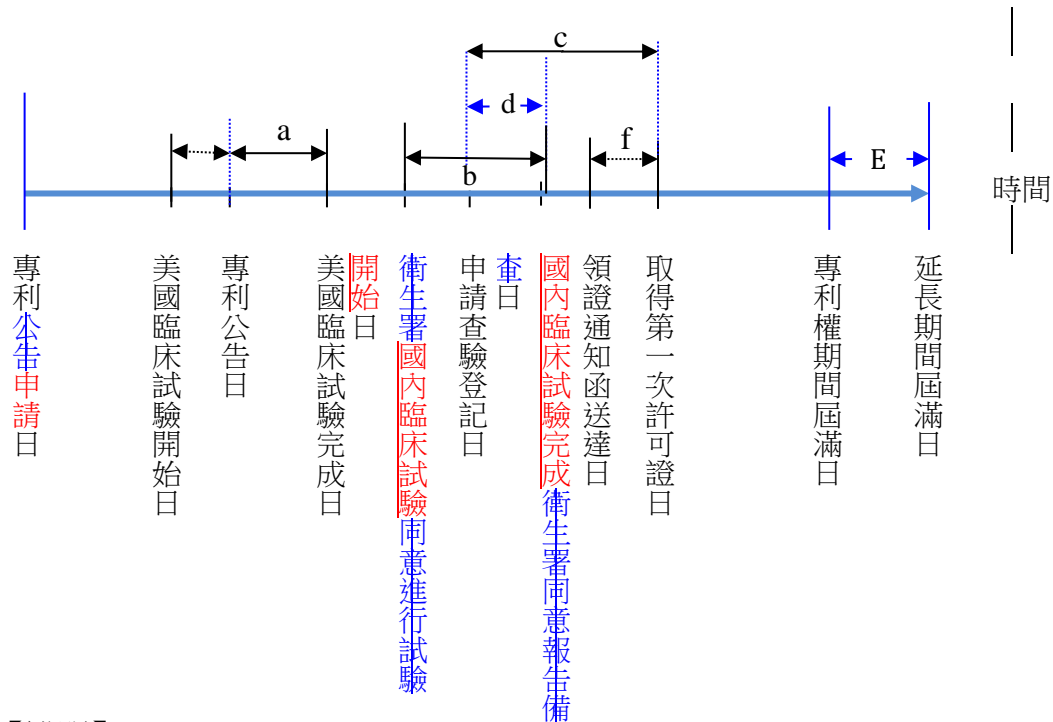 c
d
a
f
b
E
時間
專利公告申請日
美國臨床試驗開始日
專利公告日
美國臨床試驗完成日
開始日
衛生署國內臨床試驗同意進行試驗
申請查驗登記日
查日
國內臨床試驗完成衛生署同意報告備
領證通知函送達日
取得第一次許可證日
專利權期間屆滿日
延長期間屆滿日